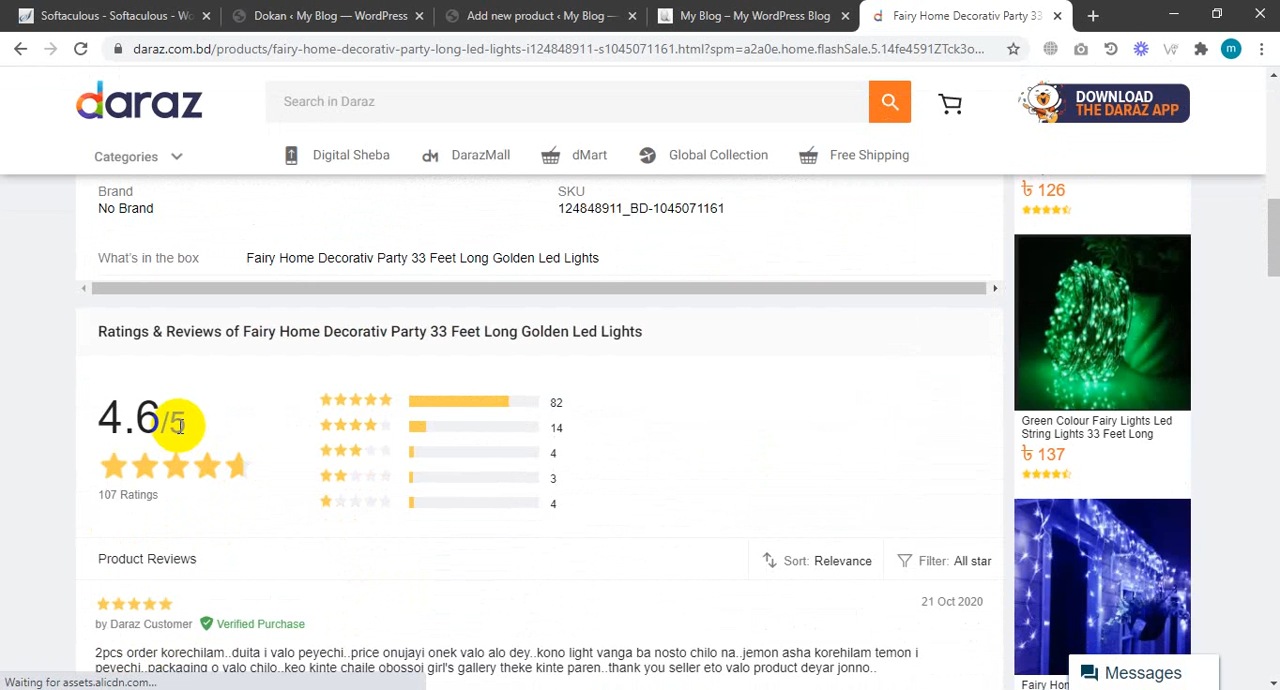 Softaculous - Softaculous - Wo
Dokan ‹ My Blog — WordPress
Add new product ‹ My Blog —
My Blog – My WordPress Blog
Fairy Home Decorativ Party 33
daraz.com.bd/products/fairy-home-decorativ-party-long-led-lights-i124848911-s1045071161.html?spm=a2a0e.home.flashSale.5.14fe4591ZTck3o...
m
daraz
Search in Daraz
DOWNLOAD
THE DARAZ APP
Categories
Digital Sheba
DarazMall
dMart
Global Collection
Free Shipping
Brand
SKU
No Brand
124848911_BD-1045071161
What's in the box
Fairy Home Decorativ Party 33 Feet Long Golden Led Lights
৳ 126
Ratings & Reviews of Fairy Home Decorativ Party 33 Feet Long Golden Led Lights
4.6/5
107 Ratings
82
14
4
3
4
Green Colour Fairy Lights Led
String Lights 33 Feet Long
৳ 137
Product Reviews
Sort: Relevance
Filter: All star
by Daraz Customer
Verified Purchase
21 Oct 2020
2pcs order korechilam..duita i valo peyechi..price onujayi onek valo alo dey..kono light vanga ba nosto chilo na..jemon asha korehilam temon i
peyechi..packaging o valo chilo..keo kinte chaile obossoi girl's gallery theke kinte paren..thank you seller eto valo product deyar jonno..
Fairy Hom
Messages
Waiting for assets.alicdn.com...